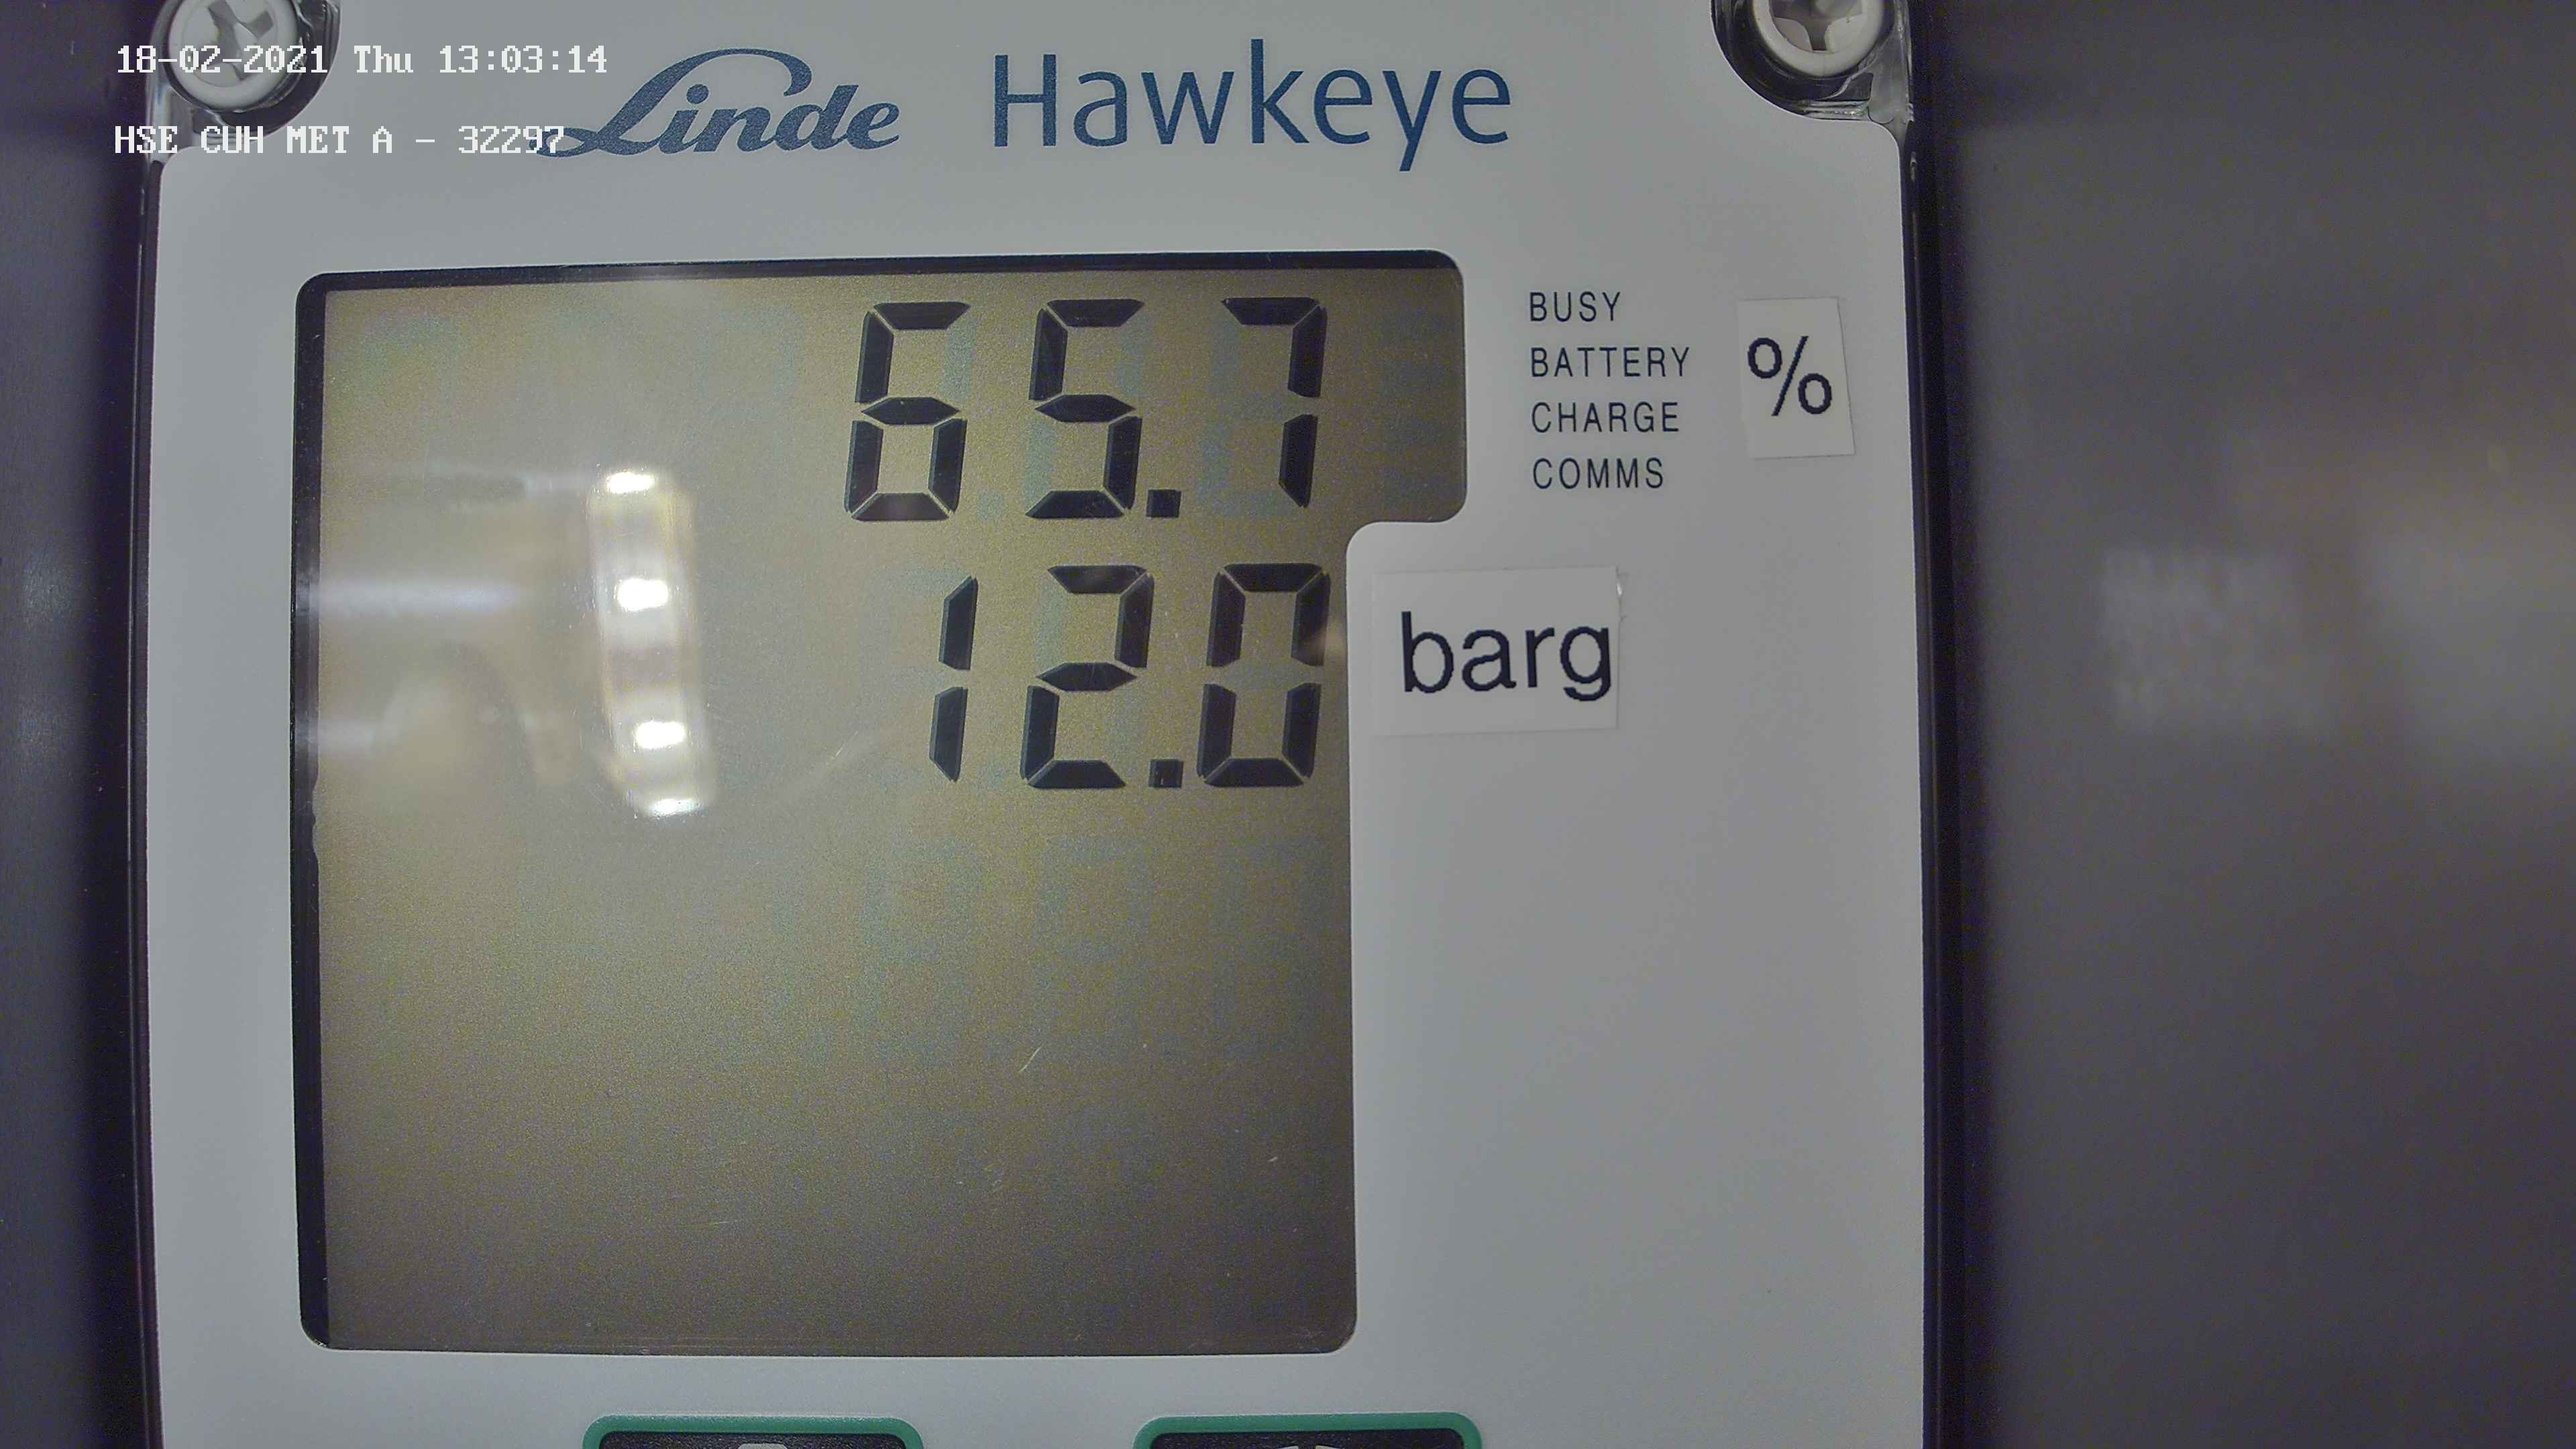 18-02-2021 Thu 13:03:14
Linde Hawkeye
HSE CUH MET A - 32297
65.7
BUSY
BATTERY
CHARGE
COMMS
%
12.0 barg